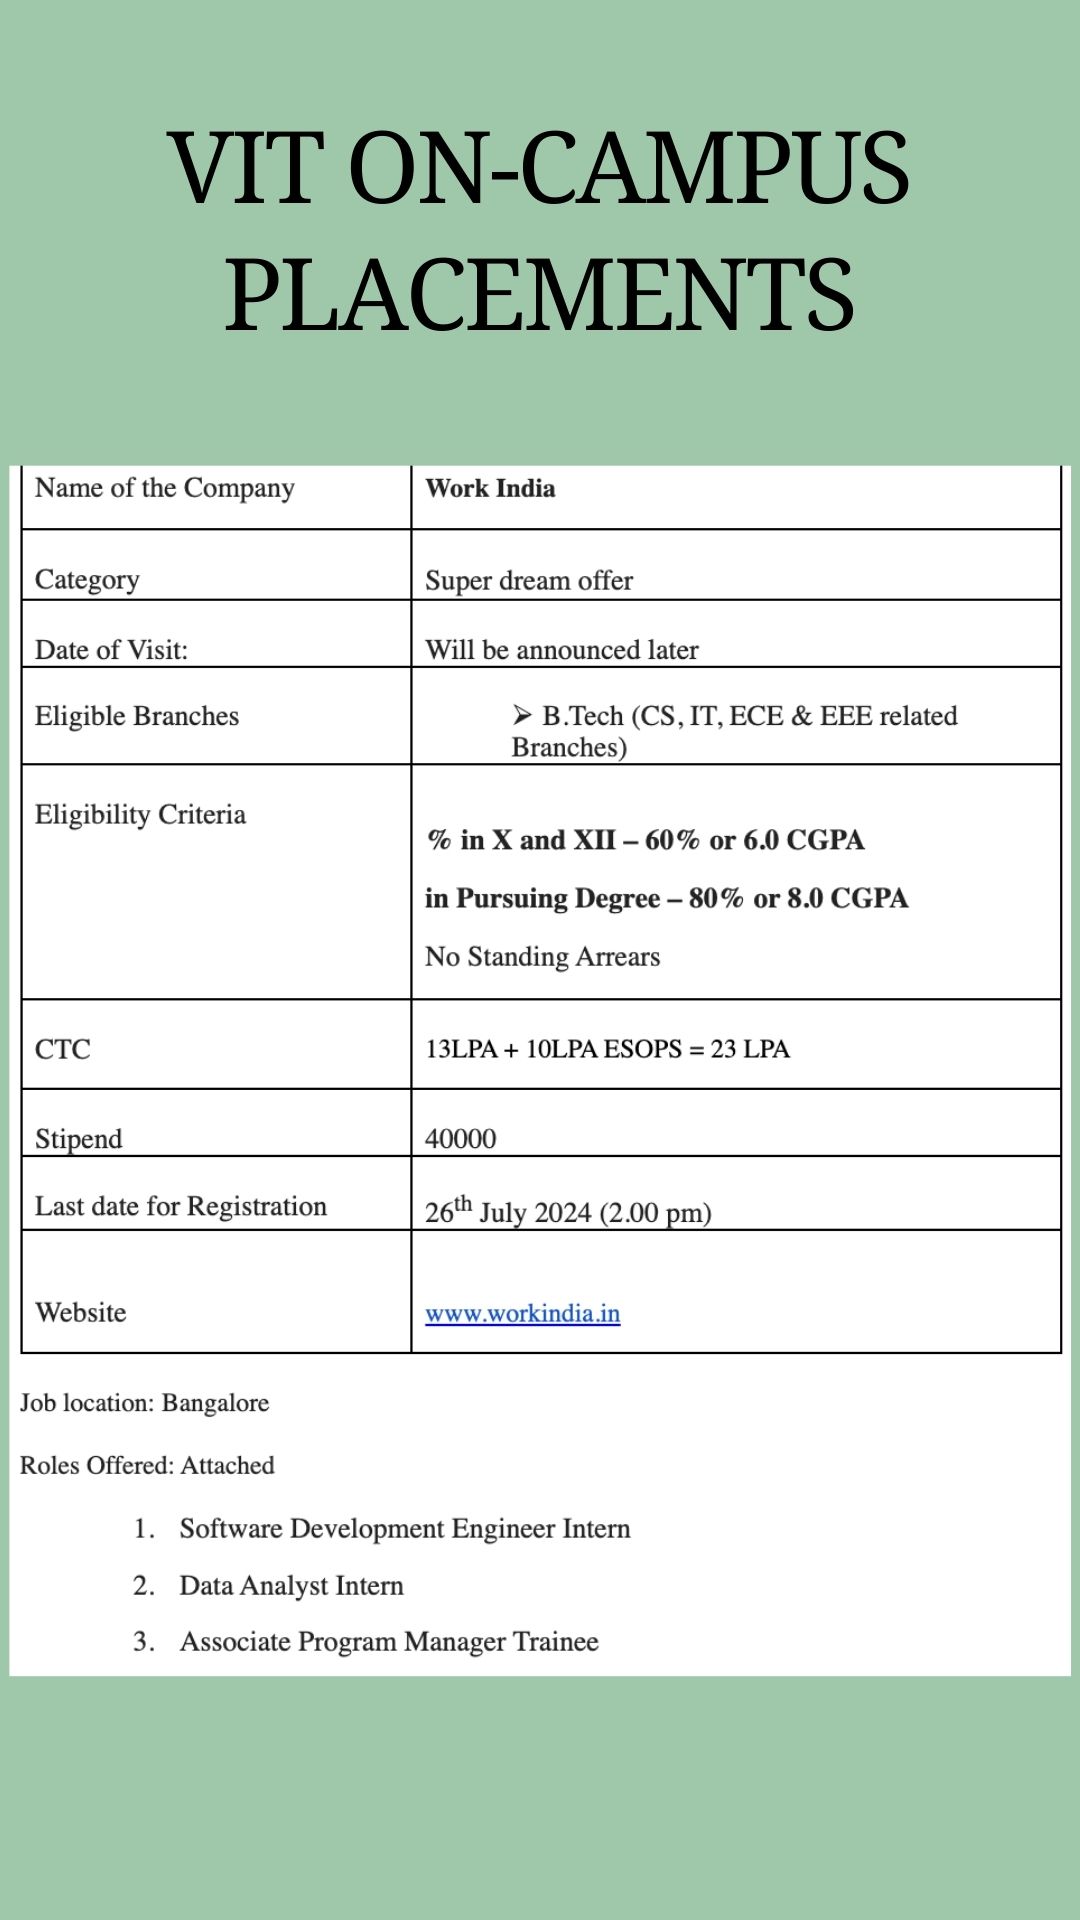 VIT ON-CAMPUS
PLACEMENTS
Name of the Company Work India
Category Super dream offer
Date of Visit: Will be announced later
Eligible Branches ➢ B.Tech (CS, IT, ECE & EEE related
Branches)
Eligibility Criteria
% in X and XII – 60% or 6.0 CGPA
in Pursuing Degree – 80% or 8.0 CGPA
No Standing Arrears
CTC 13LPA + 10LPA ESOPS = 23 LPA
Stipend 40000
Last date for Registration 26th July 2024 (2.00 pm)
Website www.workindia.in
Job location: Bangalore
Roles Offered: Attached
1. Software Development Engineer Intern
2. Data Analyst Intern
3. Associate Program Manager Trainee